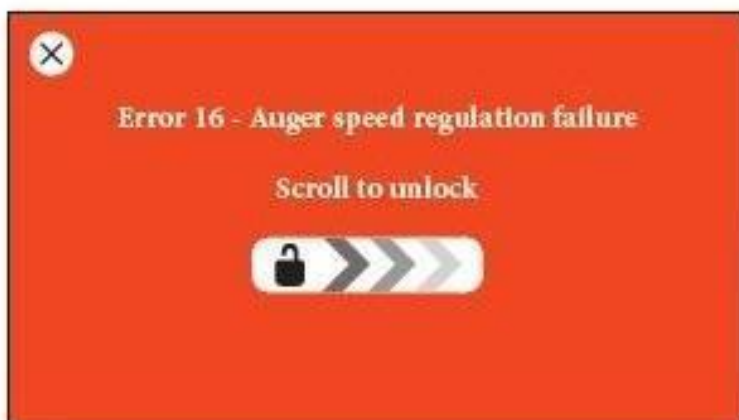 Error 16 - Auger speed regulation failure
Scroll to unlock